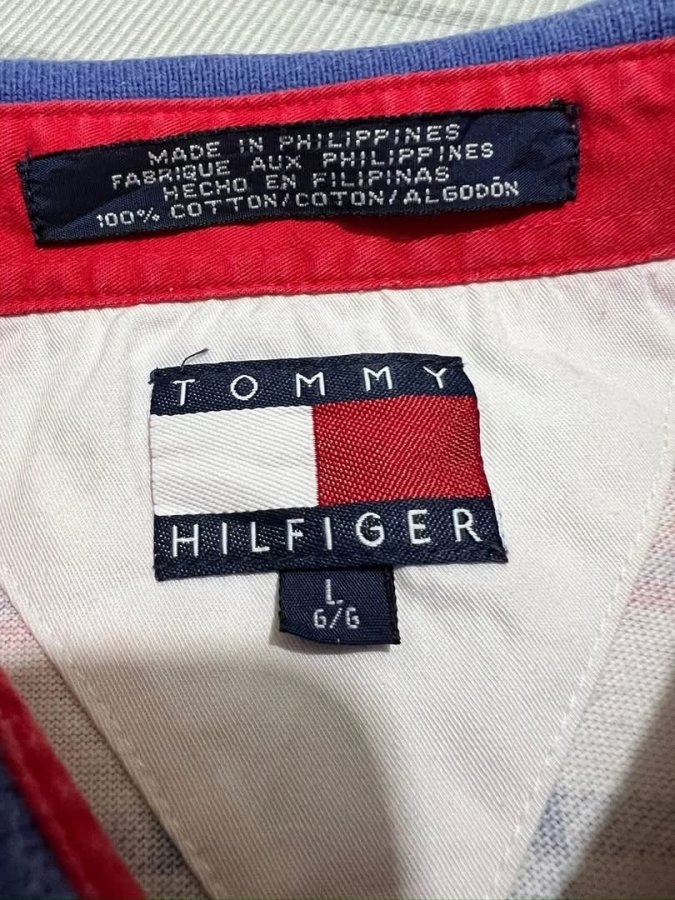 MADE IN PHILIPPINES
FABRIQUE AUX PHILIPPINES
HECHO EN FILIPINAS
100% COTTON/COTON/ALGODÓN
TOMMY
HILFIGER
L
G/G